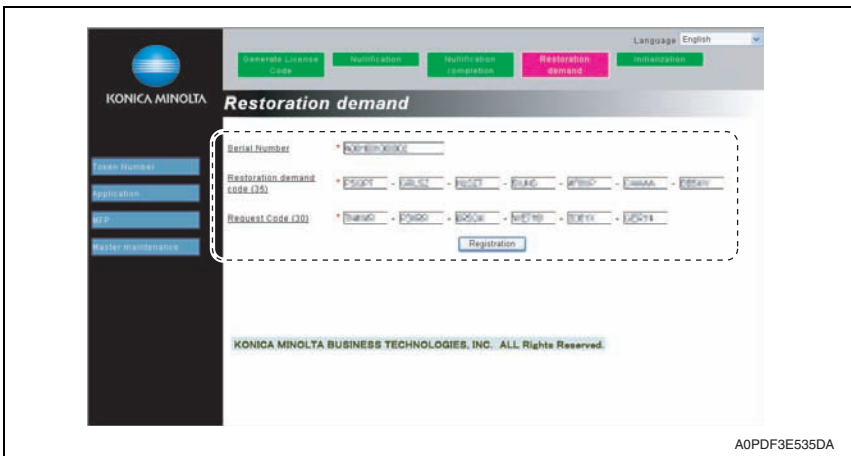 Language English
Generate License Code
Nullification
Nullification completion
Restoration demand
Initialization
KONICA MINOLTA
Restoration demand
Serial Number *
Token Number
Restoration demand code (35) *
Application
MFP
Request Code (30) *
Master maintenance
Registration
KONICA MINOLTA BUSINESS TECHNOLOGIES, INC. ALL Rights Reserved.
A0PDF3E535DA